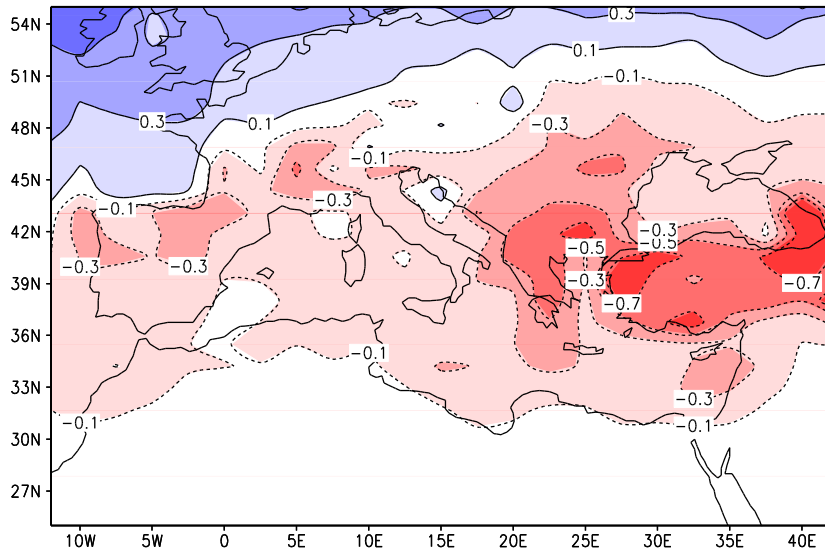 54N 0.3
0.1
51N -0.1
0.3 0.1 -0.3
48N
-0.1
45N
-0.1 -0.3
42N -0.3
-0.5 -0.5
-0.3 -0.3 -0.3
39N -0.7
-0.7
36N
-0.1
33N
-0.3
-0.1 -0.1
30N
27N
10W 5W 0 5E 10E 15E 20E 25E 30E 35E 40E